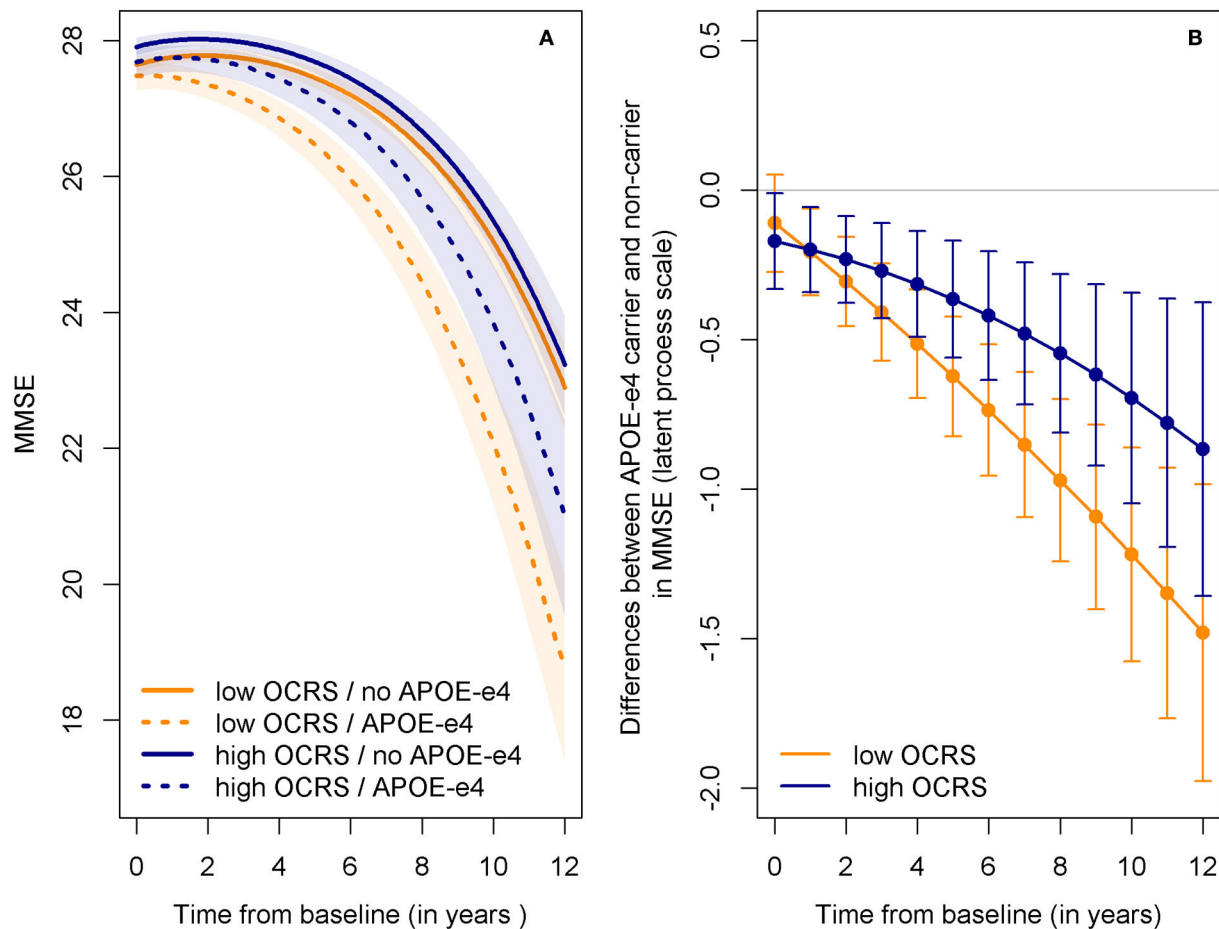 A
MMSE
28
26
24
22
20
18
low OCRS / no APOE-e4
low OCRS / APOE-e4
high OCRS / no APOE-e4
high OCRS / APOE-e4
0 2 4 6 8 10 12
Time from baseline (in years )
B
Differences between APOE-e4 carrier and non-carrier
in MMSE (latent prcoess scale)
0.5
0.0
-0.5
-1.0
-1.5
-2.0
low OCRS
high OCRS
0 2 4 6 8 10 12
Time from baseline (in years)